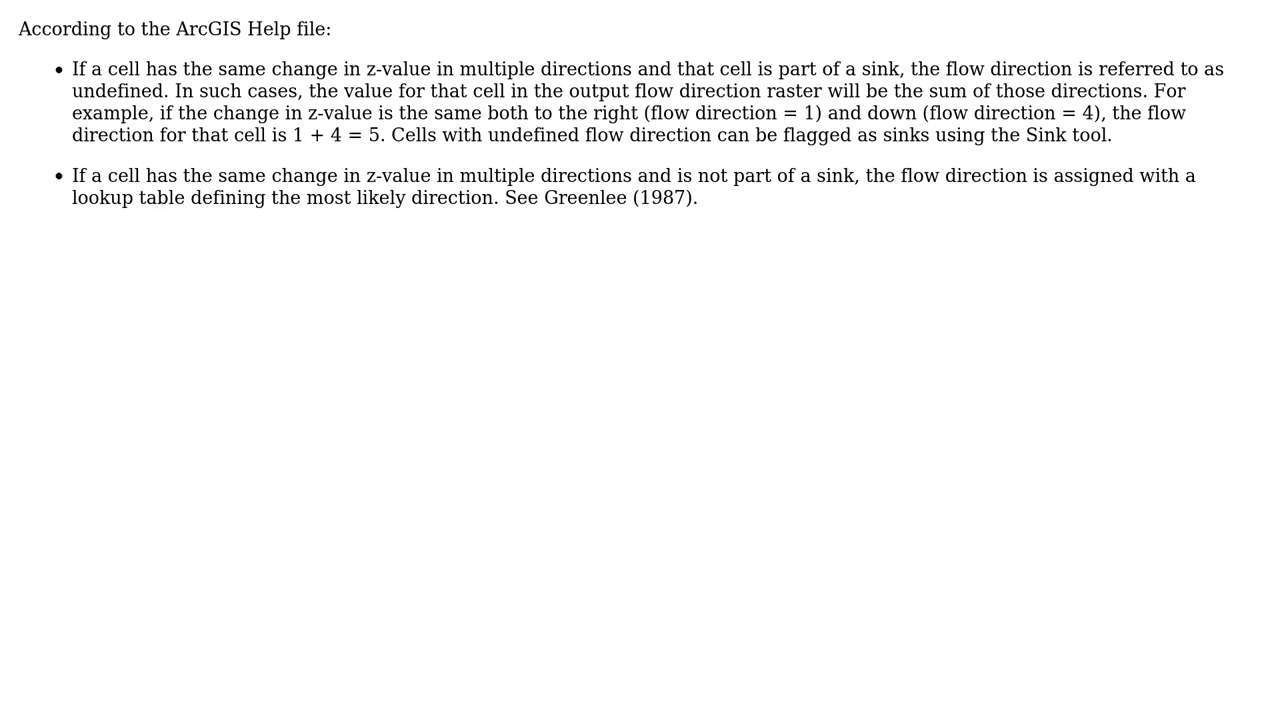 According to the ArcGIS Help file:
• If a cell has the same change in z-value in multiple directions and that cell is part of a sink, the flow direction is referred to as
undefined. In such cases, the value for that cell in the output flow direction raster will be the sum of those directions. For
example, if the change in z-value is the same both to the right (flow direction = 1) and down (flow direction = 4), the flow
direction for that cell is 1 + 4 = 5. Cells with undefined flow direction can be flagged as sinks using the Sink tool.
• If a cell has the same change in z-value in multiple directions and is not part of a sink, the flow direction is assigned with a
lookup table defining the most likely direction. See Greenlee (1987).